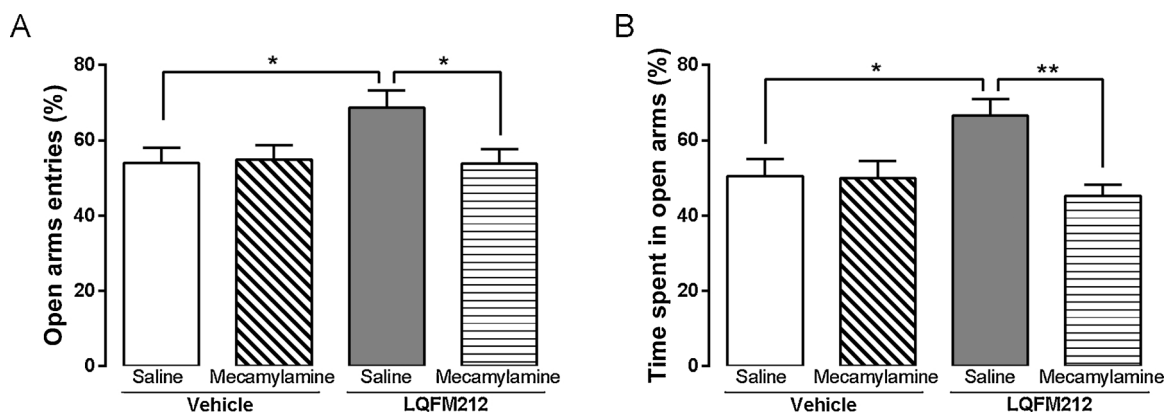 A
Open arms entries (%)
80
60
40
20
0
* *
Saline Mecamylamine Saline Mecamylamine
Vehicle LQFM212
B
Time spent in open arms (%)
80
60
40
20
0
* **
Saline Mecamylamine Saline Mecamylamine
Vehicle LQFM212